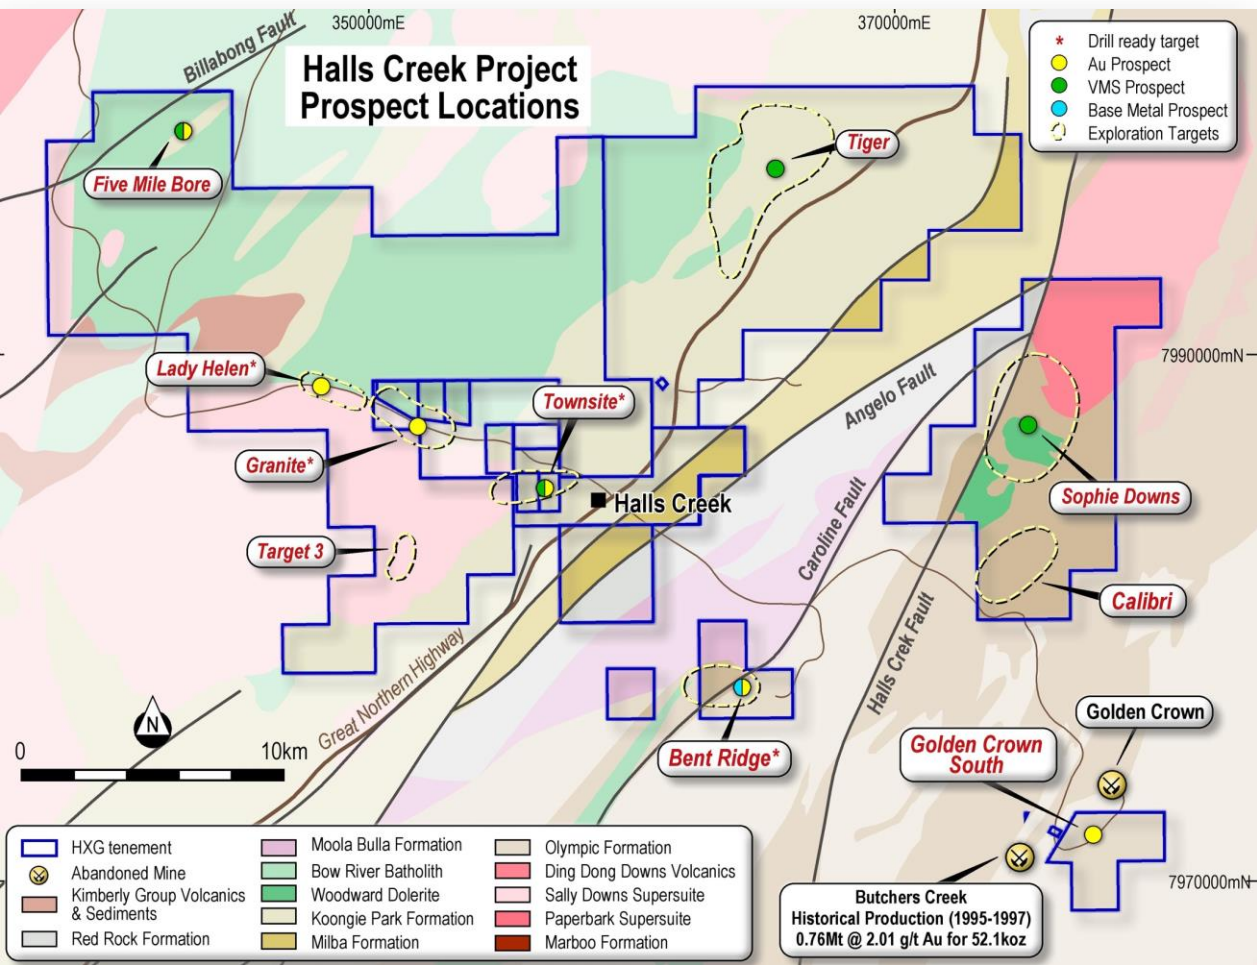 350000mE
370000mE
Billabong Fault
Halls Creek Project
Prospect Locations
* Drill ready target
Au Prospect
VMS Prospect
Base Metal Prospect
Exploration Targets
Tiger
Five Mile Bore
7990000mN
Lady Helen*
Townsite*
Angelo Fault
Granite*
Halls Creek
Sophie Downs
Caroline Fault
Target 3
Calibri
Halls Crek Fault
Great Northern Highway
N
0 10km
Bent Ridge*
Golden Crown
Golden Crown
South
7970000mN
Butchers Creek
Historical Production (1995-1997)
0.76Mt @ 2.01 g/t Au for 52.1koz
HXG tenement
Abandoned Mine
Kimberly Group Volcanics
& Sediments
Red Rock Formation
Moola Bulla Formation
Bow River Batholith
Woodward Dolerite
Koongie Park Formation
Milba Formation
Olympic Formation
Ding Dong Downs Volcanics
Sally Downs Supersuite
Paperbark Supersuite
Marboo Formation